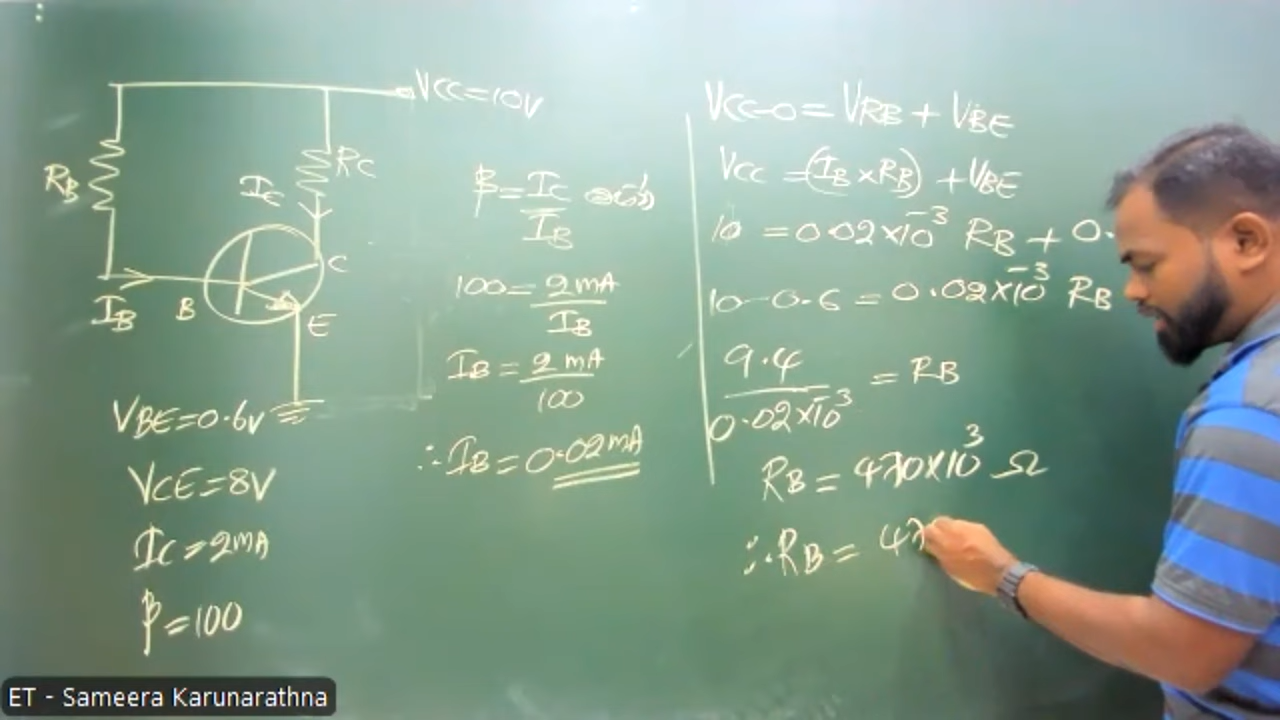 VCC=10V
RB
RC
IC
C
IB
B
E
VBE=0.6V
VCE=8V
IC=2mA
β=100
β=IC/IB
100=2mA/IB
IB=2mA/100
∴IB=0.02mA
VCC-0=VRB+VBE
VCC=(IB×RB)+VBE
10=0.02×10⁻³ RB+0.
10-0.6=0.02×10⁻³ RB
9.4/0.02×10⁻³=RB
RB=470×10³ Ω
∴RB=47
ET - Sameera Karunarathna